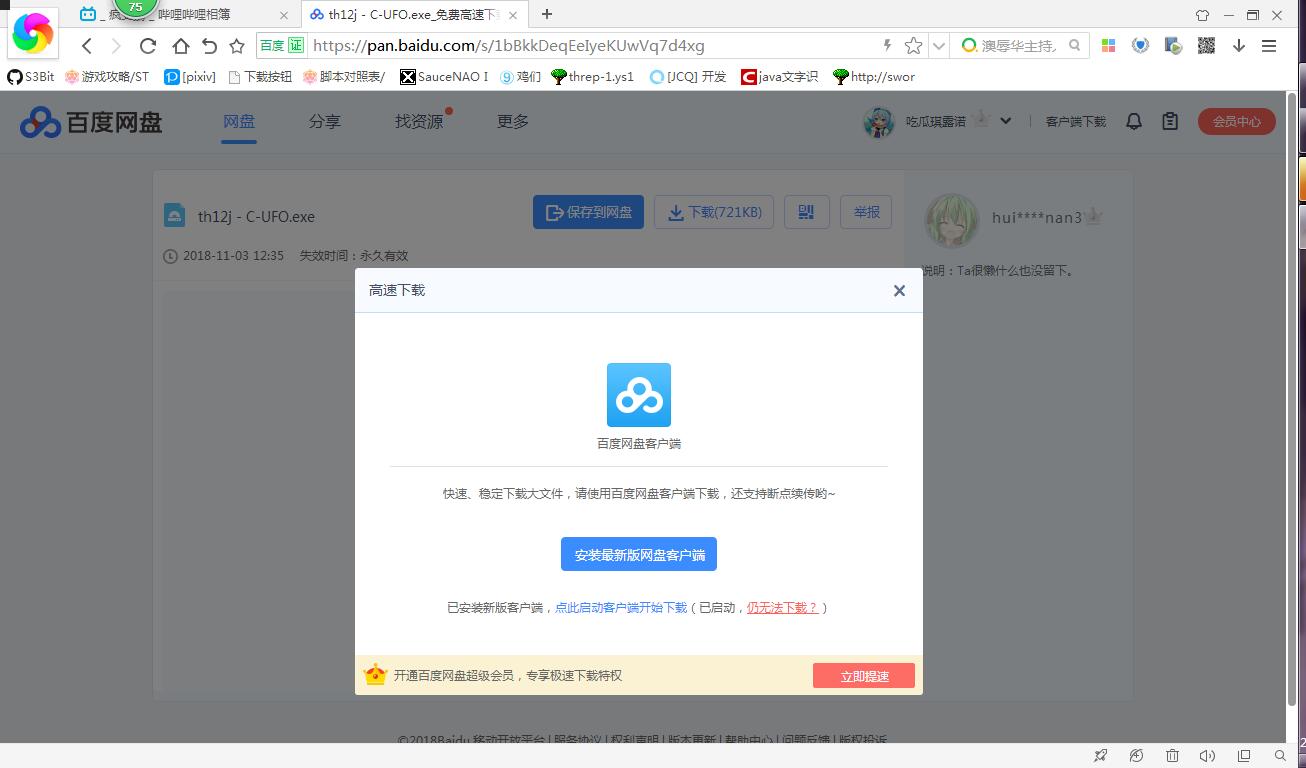 75
哔哩哔哩相簿
th12j - C-UFO.exe_免费高速下
百度 证 https://pan.baidu.com/s/1bBkkDeqEeIyeKUwVq7d4xg
澳辱华主持.
S3Bit 游戏攻略/ST [pixiv] 下载按钮 脚本对照表/ SauceNAO I 鸡们 threp-1.ys1 [JCQ] 开发 java文字识 http://swor
百度网盘 网盘 分享 找资源 更多 吃瓜琪露诺 客户端下载 会员中心
th12j - C-UFO.exe 保存到网盘 下载(721KB) 举报
hui****nan3
2018-11-03 12:35 失效时间：永久有效
说明：Ta很懒什么也没留下。
高速下载
百度网盘客户端
快速、稳定下载大文件，请使用百度网盘客户端下载，还支持断点续传哟~
安装最新版网盘客户端
已安装新版客户端，点此启动客户端开始下载 ( 已启动，仍无法下载？ )
开通百度网盘超级会员，专享极速下载特权 立即提速
©2018Baidu 移动开放平台 | 服务协议 | 权利声明 | 版本更新 | 帮助中心 | 问题反馈 | 版权投诉